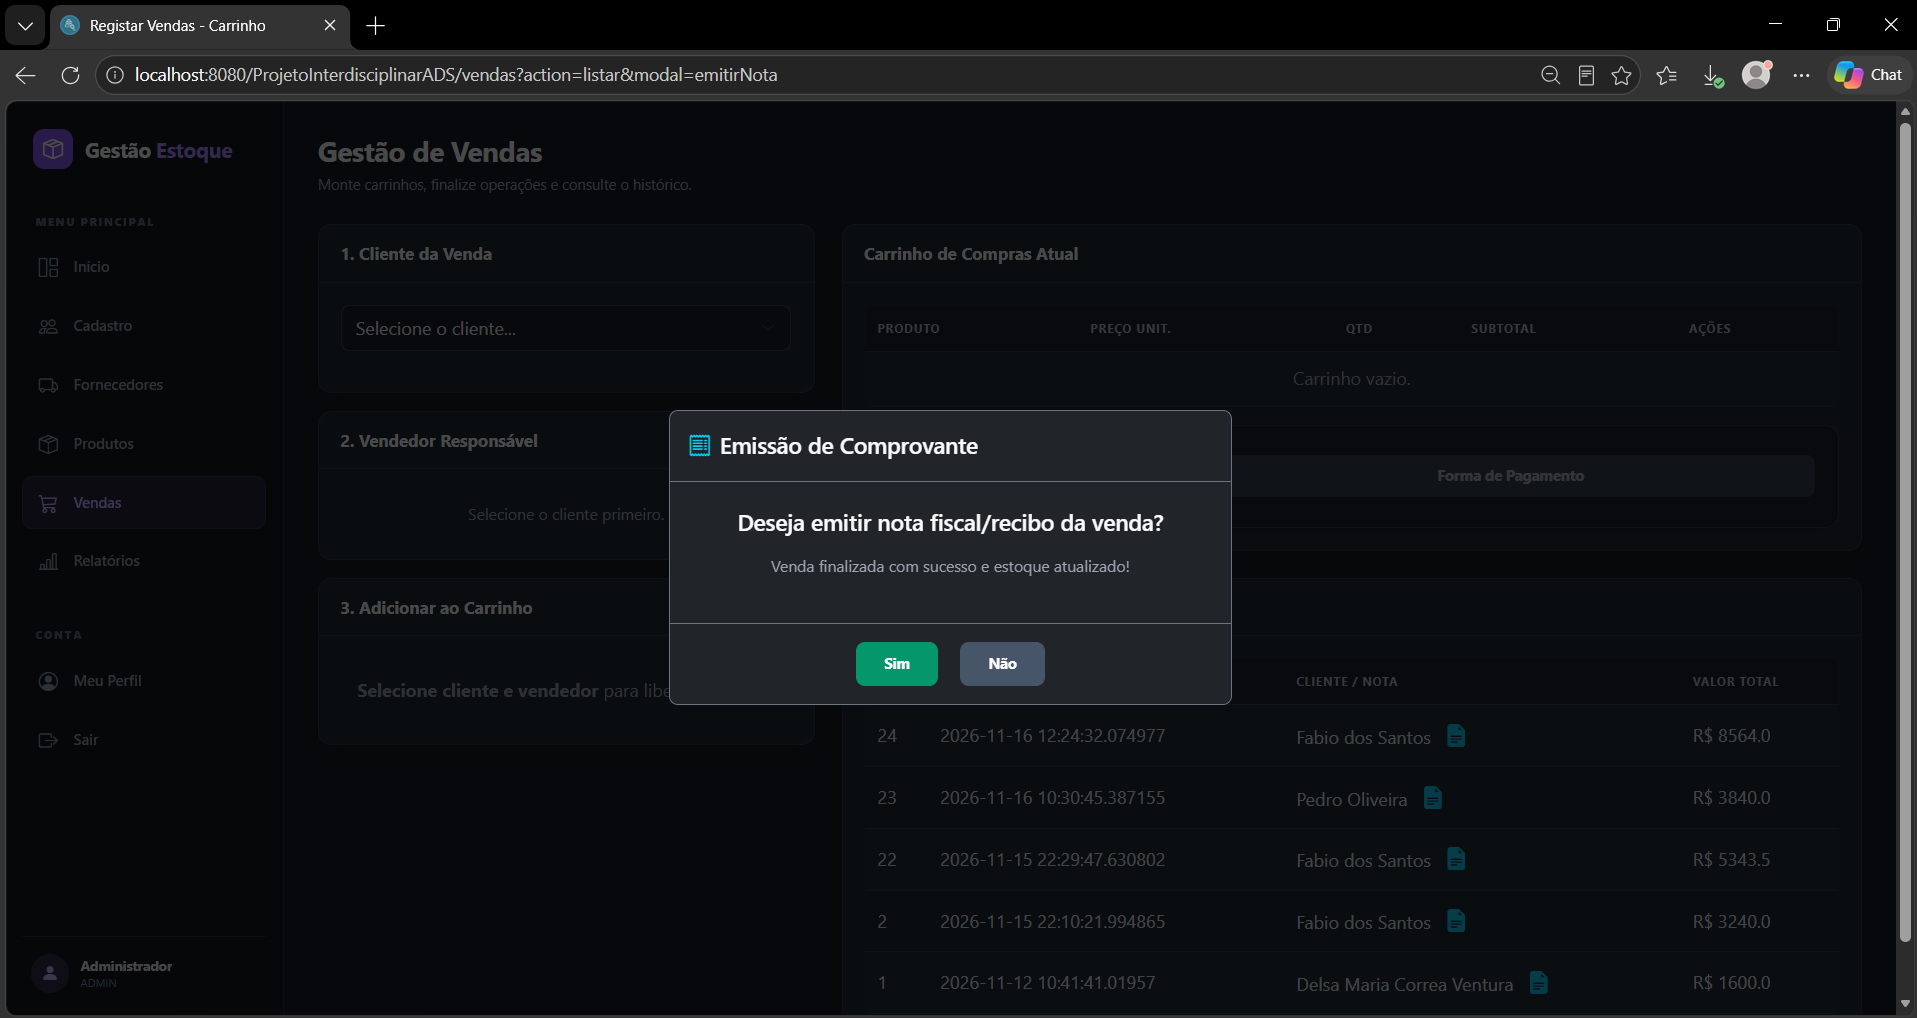 Registar Vendas - Carrinho
localhost:8080/ProjetoInterdisciplinarADS/vendas?action=listar&modal=emitirNota
Chat
Gestão Estoque
MENU PRINCIPAL
Início
Cadastro
Fornecedores
Produtos
Vendas
Relatórios
CONTA
Meu Perfil
Sair
Administrador
ADMIN
Gestão de Vendas
Monte carrinhos, finalize operações e consulte o histórico.
1. Cliente da Venda
Selecione o cliente...
2. Vendedor Responsável
Selecione o cliente primeiro.
3. Adicionar ao Carrinho
Selecione cliente e vendedor para libe
Carrinho de Compras Atual
PRODUTO PREÇO UNIT. QTD SUBTOTAL AÇÕES
Carrinho vazio.
Forma de Pagamento
Emissão de Comprovante
Deseja emitir nota fiscal/recibo da venda?
Venda finalizada com sucesso e estoque atualizado!
Sim Não
CLIENTE / NOTA VALOR TOTAL
24 2026-11-16 12:24:32.074977 Fabio dos Santos R$ 8564.0
23 2026-11-16 10:30:45.387155 Pedro Oliveira R$ 3840.0
22 2026-11-15 22:29:47.630802 Fabio dos Santos R$ 5343.5
2 2026-11-15 22:10:21.994865 Fabio dos Santos R$ 3240.0
1 2026-11-12 10:41:41.01957 Delsa Maria Correa Ventura R$ 1600.0